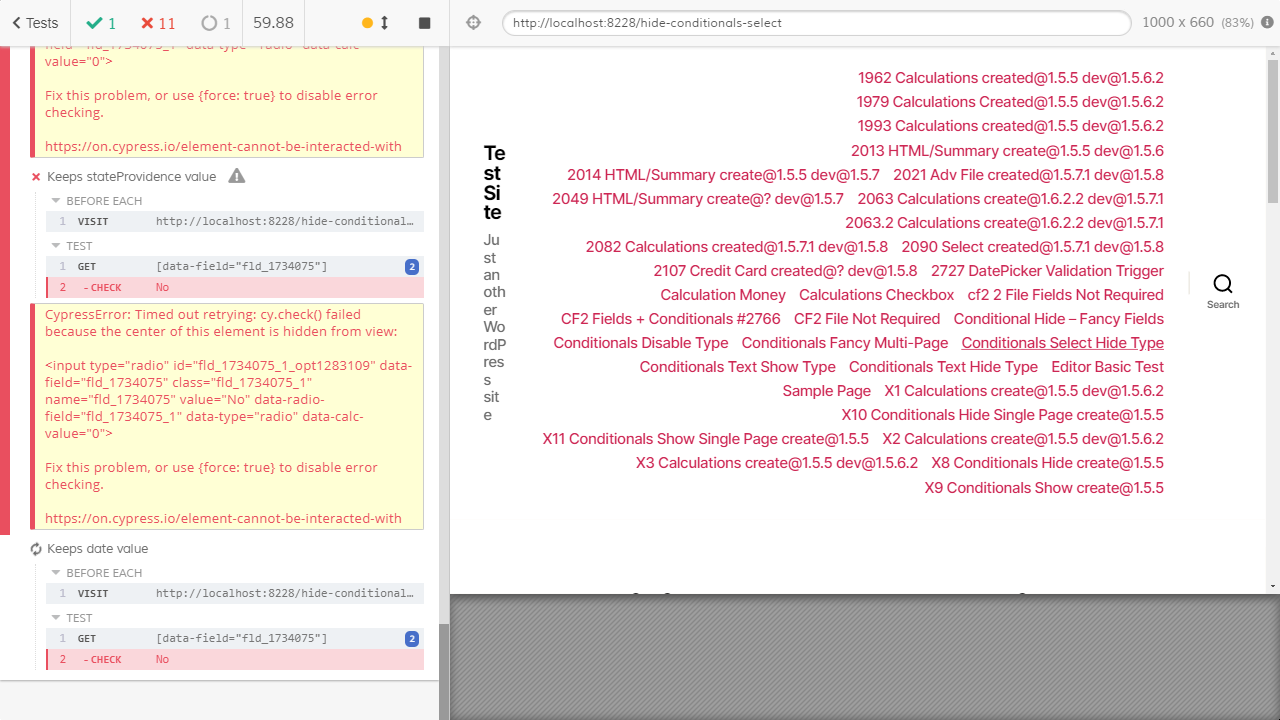 Tests
1
11
1
59.88
http://localhost:8228/hide-conditionals-select
1000 x 660 (83%)
value="0">
Fix this problem, or use {force: true} to disable error
checking.
https://on.cypress.io/element-cannot-be-interacted-with
Keeps stateProvidence value
BEFORE EACH
1 VISIT http://localhost:8228/hide-conditional…
TEST
1 GET [data-field="fld_1734075"] 2
2 - CHECK No
CypressError: Timed out retrying: cy.check() failed
because the center of this element is hidden from view:
<input type="radio" id="fld_1734075_1_opt1283109" data-
field="fld_1734075" class="fld_1734075_1"
name="fld_1734075" value="No" data-radio-
field="fld_1734075_1" data-type="radio" data-calc-
value="0">
Fix this problem, or use {force: true} to disable error
checking.
https://on.cypress.io/element-cannot-be-interacted-with
Keeps date value
BEFORE EACH
1 VISIT http://localhost:8228/hide-conditional…
TEST
1 GET [data-field="fld_1734075"] 2
2 - CHECK No
Te
st
Si
te
Ju
st
an
oth
er
Wo
rdP
res
s
sit
e
1962 Calculations created@1.5.5 dev@1.5.6.2
1979 Calculations Created@1.5.5 dev@1.5.6.2
1993 Calculations created@1.5.5 dev@1.5.6.2
2013 HTML/Summary create@1.5.5 dev@1.5.6
2014 HTML/Summary create@1.5.5 dev@1.5.7 2021 Adv File created@1.5.7.1 dev@1.5.8
2049 HTML/Summary create@? dev@1.5.7 2063 Calculations create@1.6.2.2 dev@1.5.7.1
2063.2 Calculations create@1.6.2.2 dev@1.5.7.1
2082 Calculations created@1.5.7.1 dev@1.5.8 2090 Select created@1.5.7.1 dev@1.5.8
2107 Credit Card created@? dev@1.5.8 2727 DatePicker Validation Trigger
Calculation Money Calculations Checkbox cf2 2 File Fields Not Required
CF2 Fields + Conditionals #2766 CF2 File Not Required Conditional Hide – Fancy Fields
Conditionals Disable Type Conditionals Fancy Multi-Page Conditionals Select Hide Type
Conditionals Text Show Type Conditionals Text Hide Type Editor Basic Test
Sample Page X1 Calculations create@1.5.5 dev@1.5.6.2
X10 Conditionals Hide Single Page create@1.5.5
X11 Conditionals Show Single Page create@1.5.5 X2 Calculations create@1.5.5 dev@1.5.6.2
X3 Calculations create@1.5.5 dev@1.5.6.2 X8 Conditionals Hide create@1.5.5
X9 Conditionals Show create@1.5.5
Search